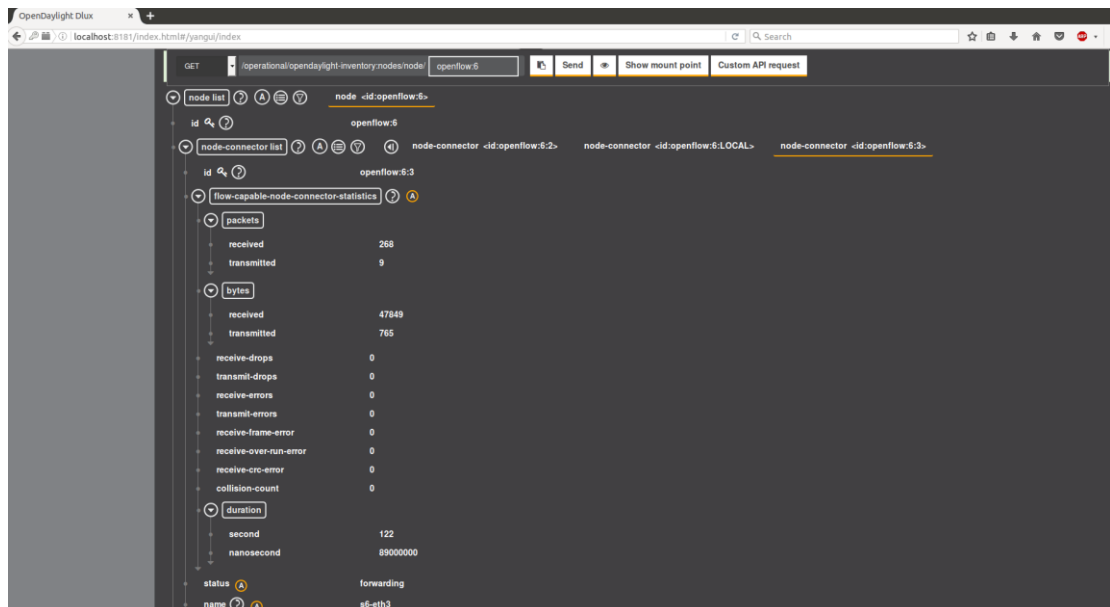 OpenDaylight Dlux
localhost:8181/index.html#/yangui/index
Search
GET /operational/opendaylight-inventory:nodes/node/ openflow:6 Send Show mount point Custom API request
node list ? A node <id:openflow:6>
id ? openflow:6
node-connector list ? A node-connector <id:openflow:6:2> node-connector <id:openflow:6:LOCAL> node-connector <id:openflow:6:3>
id ? openflow:6:3
flow-capable-node-connector-statistics ? A
packets
received 268
transmitted 9
bytes
received 47849
transmitted 765
receive-drops 0
transmit-drops 0
receive-errors 0
transmit-errors 0
receive-frame-error 0
receive-over-run-error 0
receive-crc-error 0
collision-count 0
duration
second 122
nanosecond 89000000
status A forwarding
name ? A s6-eth3